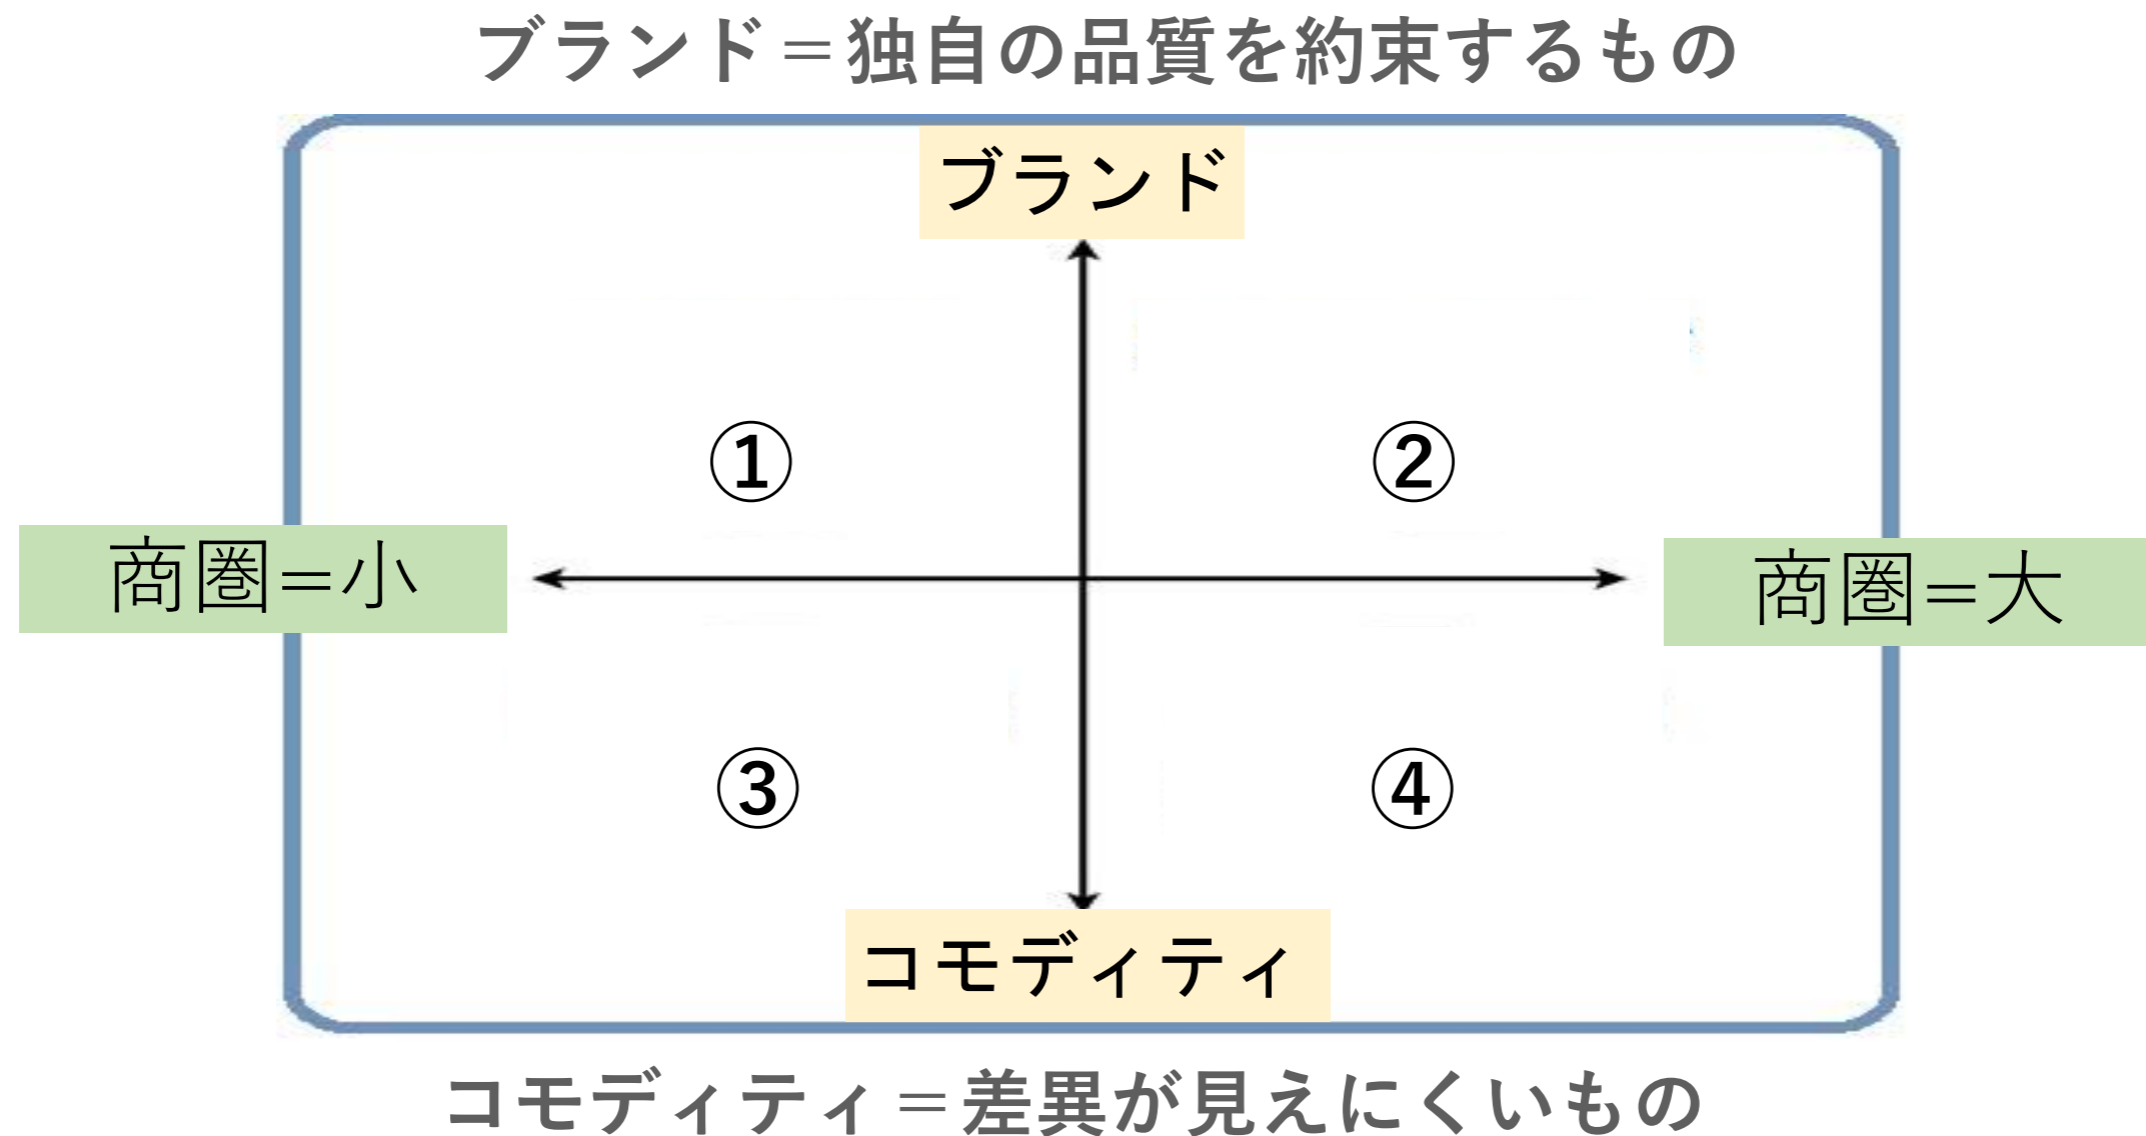 ブランド＝独自の品質を約束するもの
ブランド
①
②
商圏=小
商圏=大
③
④
コモディティ
コモディティ＝差異が見えにくいもの